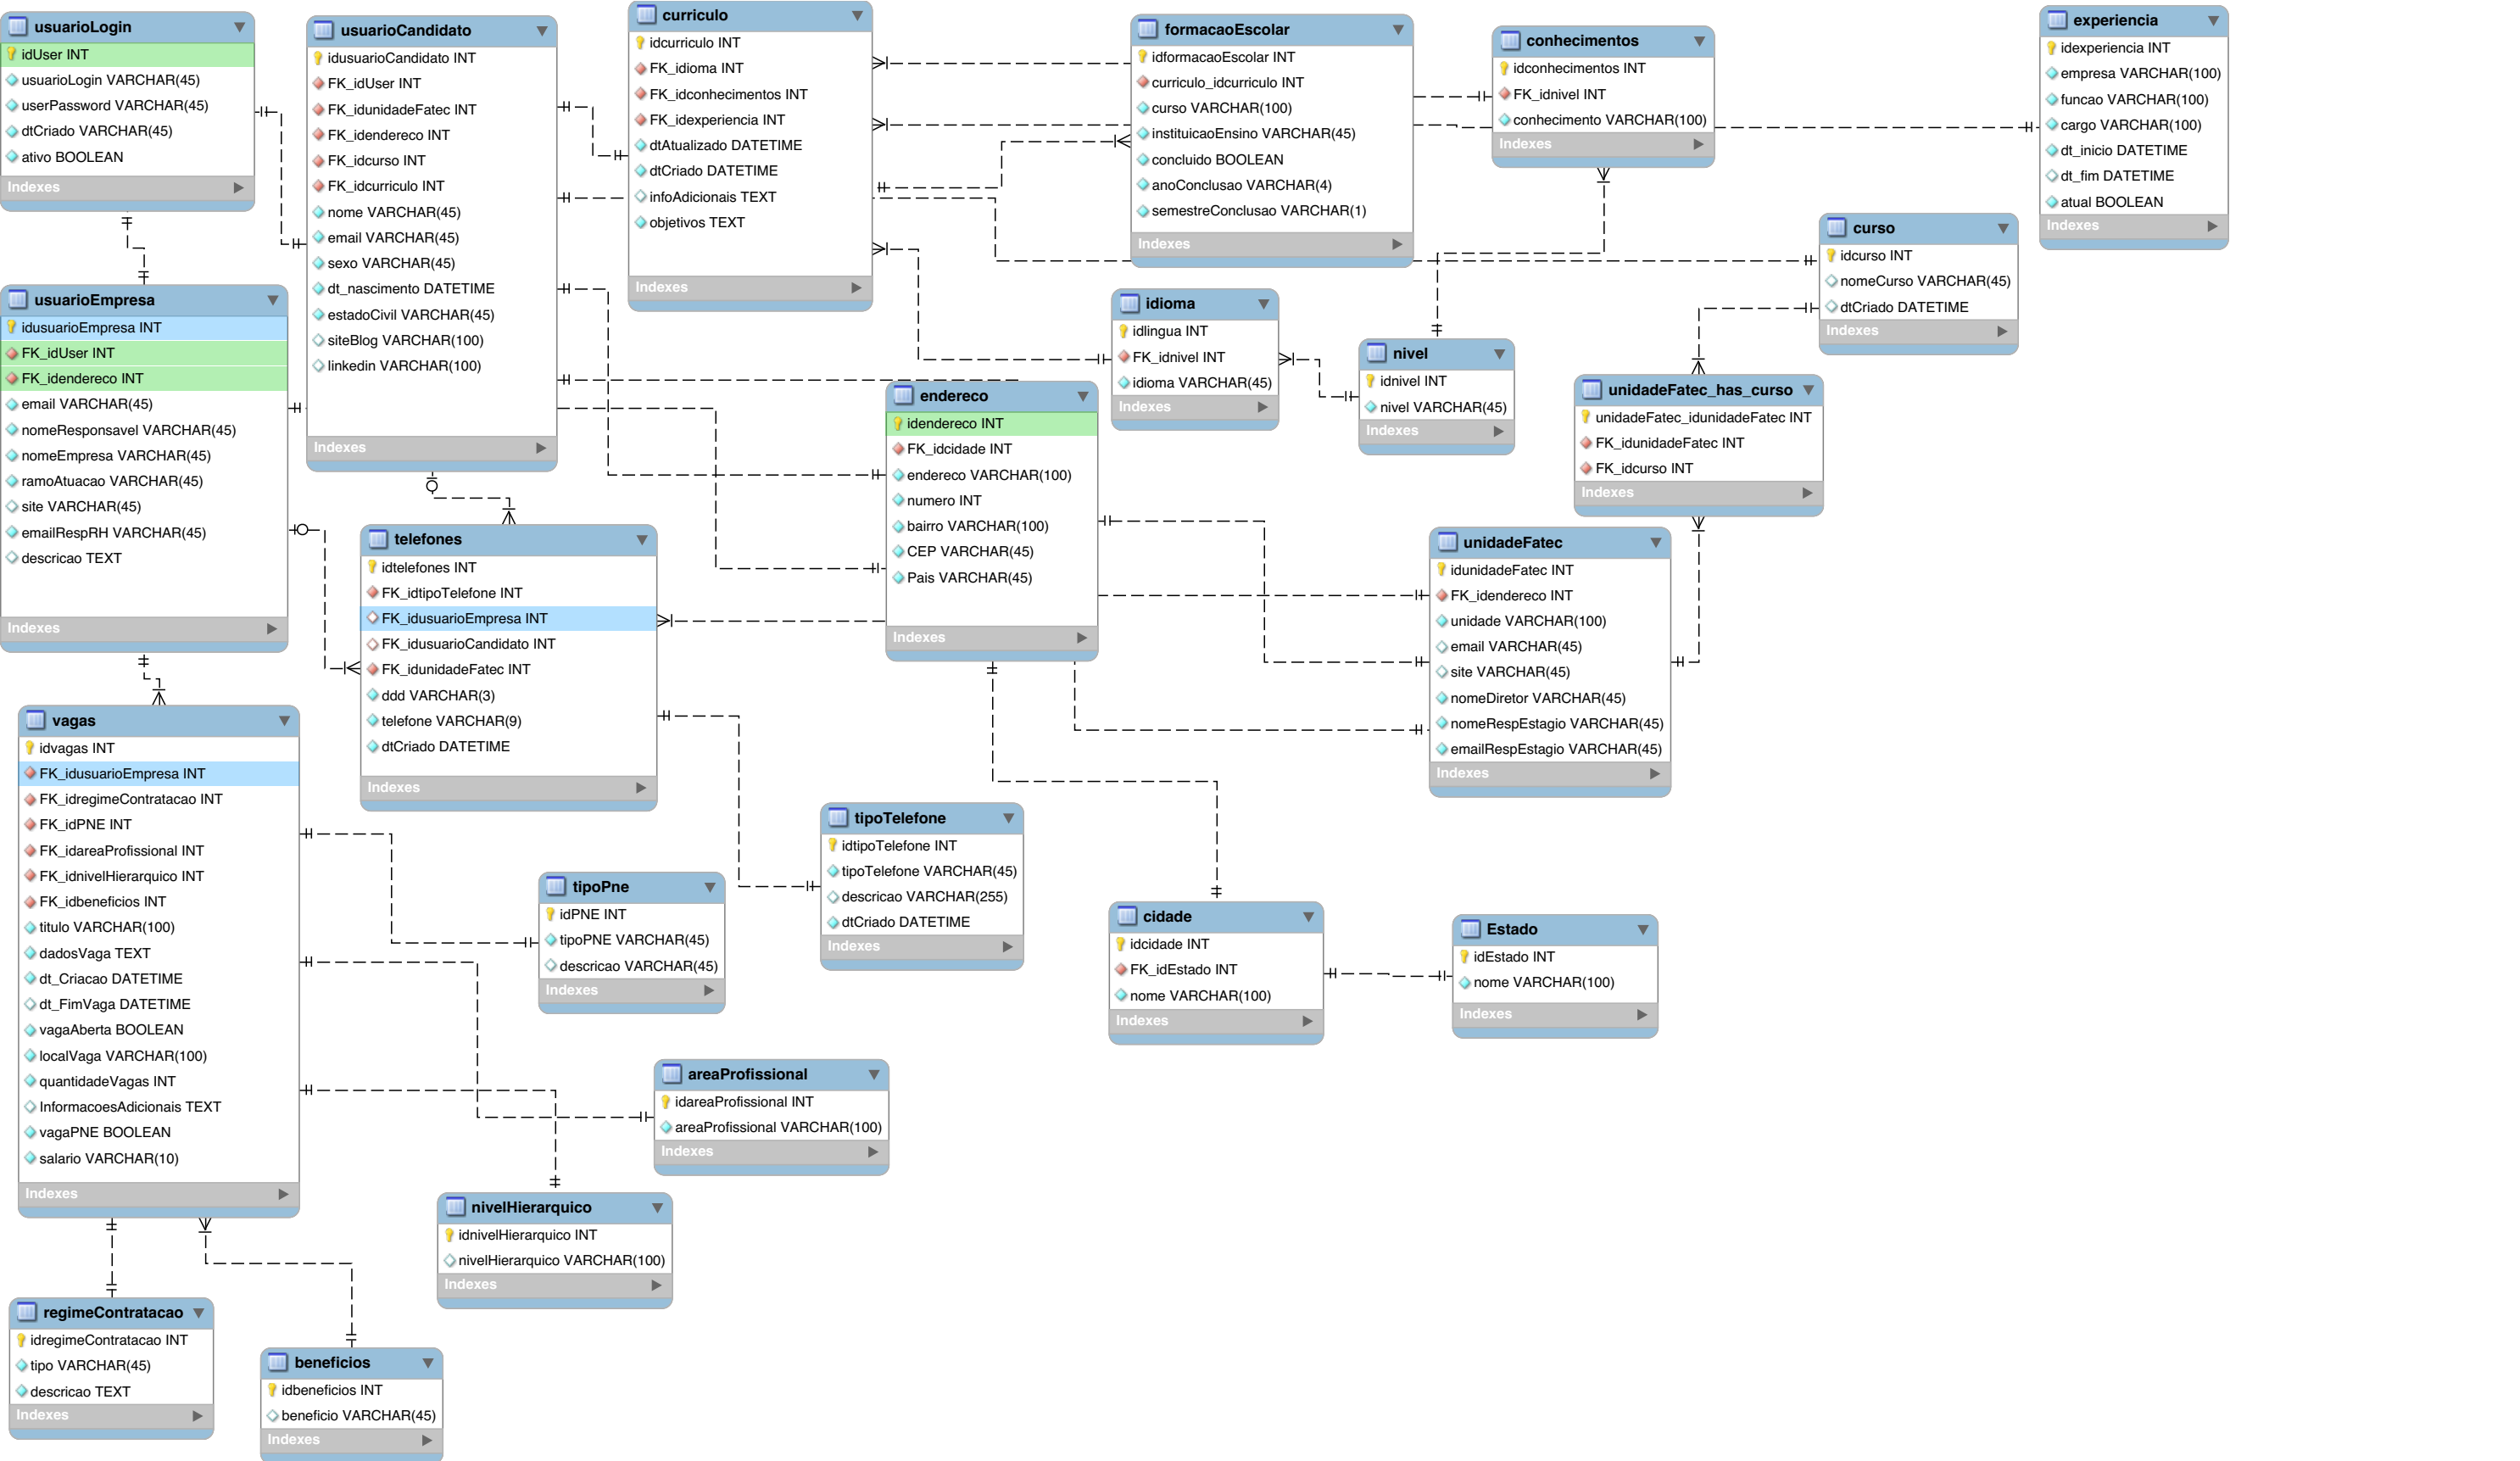 usuarioLogin
idUser INT
usuarioLogin VARCHAR(45)
userPassword VARCHAR(45)
dtCriado VARCHAR(45)
ativo BOOLEAN
Indexes
usuarioCandidato
idusuarioCandidato INT
FK_idUser INT
FK_idunidadeFatec INT
FK_idendereco INT
FK_idcurso INT
FK_idcurriculo INT
nome VARCHAR(45)
email VARCHAR(45)
sexo VARCHAR(45)
dt_nascimento DATETIME
estadoCivil VARCHAR(45)
siteBlog VARCHAR(100)
linkedin VARCHAR(100)
Indexes
curriculo
idcurriculo INT
FK_idioma INT
FK_idconhecimentos INT
FK_idexperiencia INT
dtAtualizado DATETIME
dtCriado DATETIME
infoAdicionais TEXT
objetivos TEXT
Indexes
formacaoEscolar
idformacaoEscolar INT
curriculo_idcurriculo INT
curso VARCHAR(100)
instituicaoEnsino VARCHAR(45)
concluido BOOLEAN
anoConclusao VARCHAR(4)
semestreConclusao VARCHAR(1)
Indexes
conhecimentos
idconhecimentos INT
FK_idnivel INT
conhecimento VARCHAR(100)
Indexes
experiencia
idexperiencia INT
empresa VARCHAR(100)
funcao VARCHAR(100)
cargo VARCHAR(100)
dt_inicio DATETIME
dt_fim DATETIME
atual BOOLEAN
Indexes
curso
idcurso INT
nomeCurso VARCHAR(45)
dtCriado DATETIME
Indexes
usuarioEmpresa
idusuarioEmpresa INT
FK_idUser INT
FK_idendereco INT
email VARCHAR(45)
nomeResponsavel VARCHAR(45)
nomeEmpresa VARCHAR(45)
ramoAtuacao VARCHAR(45)
site VARCHAR(45)
emailRespRH VARCHAR(45)
descricao TEXT
Indexes
idioma
idlingua INT
FK_idnivel INT
idioma VARCHAR(45)
Indexes
nivel
idnivel INT
nivel VARCHAR(45)
Indexes
unidadeFatec_has_curso
unidadeFatec_idunidadeFatec INT
FK_idunidadeFatec INT
FK_idcurso INT
Indexes
endereco
idendereco INT
FK_idcidade INT
endereco VARCHAR(100)
numero INT
bairro VARCHAR(100)
CEP VARCHAR(45)
Pais VARCHAR(45)
Indexes
telefones
idtelefones INT
FK_idtipoTelefone INT
FK_idusuarioEmpresa INT
FK_idusuarioCandidato INT
FK_idunidadeFatec INT
ddd VARCHAR(3)
telefone VARCHAR(9)
dtCriado DATETIME
Indexes
unidadeFatec
idunidadeFatec INT
FK_idendereco INT
unidade VARCHAR(100)
email VARCHAR(45)
site VARCHAR(45)
nomeDiretor VARCHAR(45)
nomeRespEstagio VARCHAR(45)
emailRespEstagio VARCHAR(45)
Indexes
vagas
idvagas INT
FK_idusuarioEmpresa INT
FK_idregimeContratacao INT
FK_idPNE INT
FK_idareaProfissional INT
FK_idnivelHierarquico INT
FK_idbeneficios INT
titulo VARCHAR(100)
dadosVaga TEXT
dt_Criacao DATETIME
dt_FimVaga DATETIME
vagaAberta BOOLEAN
localVaga VARCHAR(100)
quantidadeVagas INT
InformacoesAdicionais TEXT
vagaPNE BOOLEAN
salario VARCHAR(10)
Indexes
tipoTelefone
idtipoTelefone INT
tipoTelefone VARCHAR(45)
descricao VARCHAR(255)
dtCriado DATETIME
Indexes
tipoPne
idPNE INT
tipoPNE VARCHAR(45)
descricao VARCHAR(45)
Indexes
cidade
idcidade INT
FK_idEstado INT
nome VARCHAR(100)
Indexes
Estado
idEstado INT
nome VARCHAR(100)
Indexes
areaProfissional
idareaProfissional INT
areaProfissional VARCHAR(100)
Indexes
nivelHierarquico
idnivelHierarquico INT
nivelHierarquico VARCHAR(100)
Indexes
regimeContratacao
idregimeContratacao INT
tipo VARCHAR(45)
descricao TEXT
Indexes
beneficios
idbeneficios INT
beneficio VARCHAR(45)
Indexes